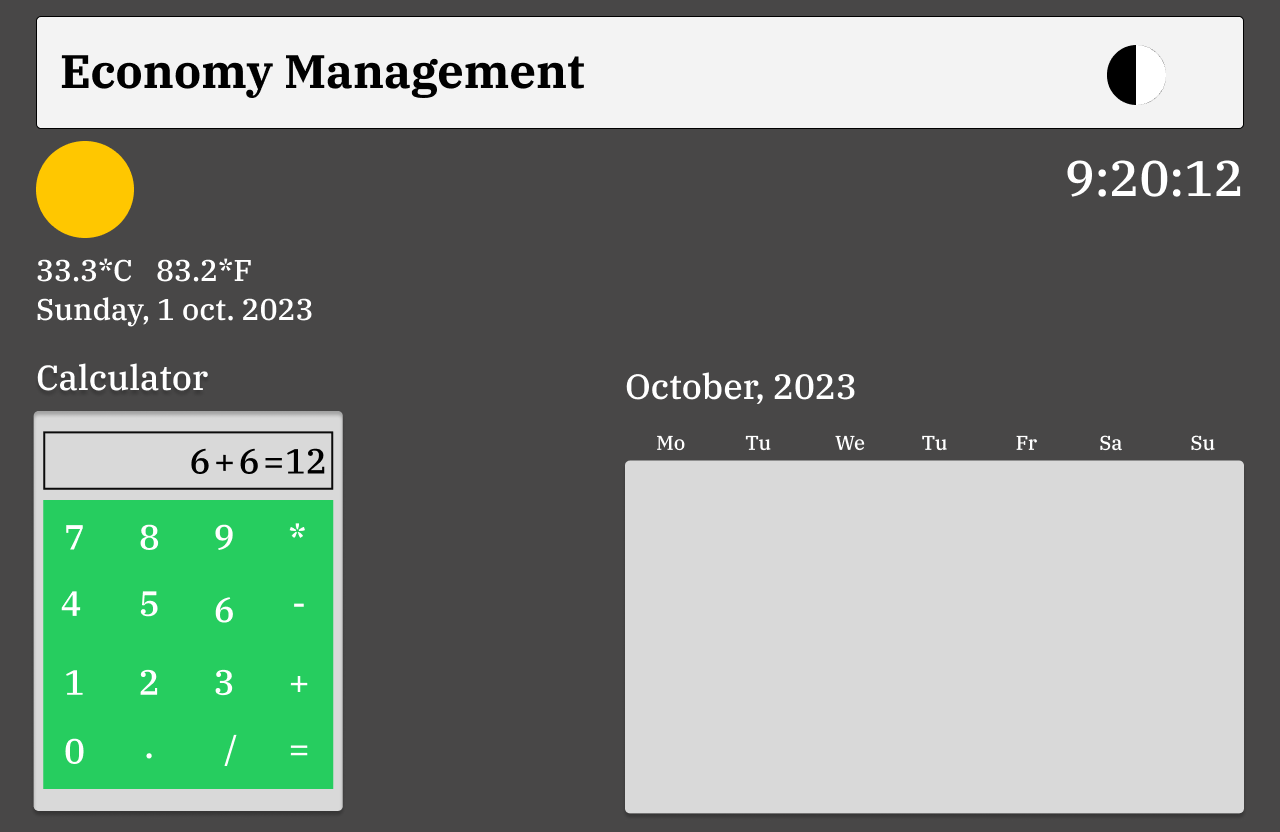 Economy Management
9:20:12
33.3*C 83.2*F
Sunday, 1 oct. 2023
Calculator
6+6=12
7 8 9 *
4 5 6 -
1 2 3 +
0 . / =
October, 2023
Mo Tu We Tu Fr Sa Su